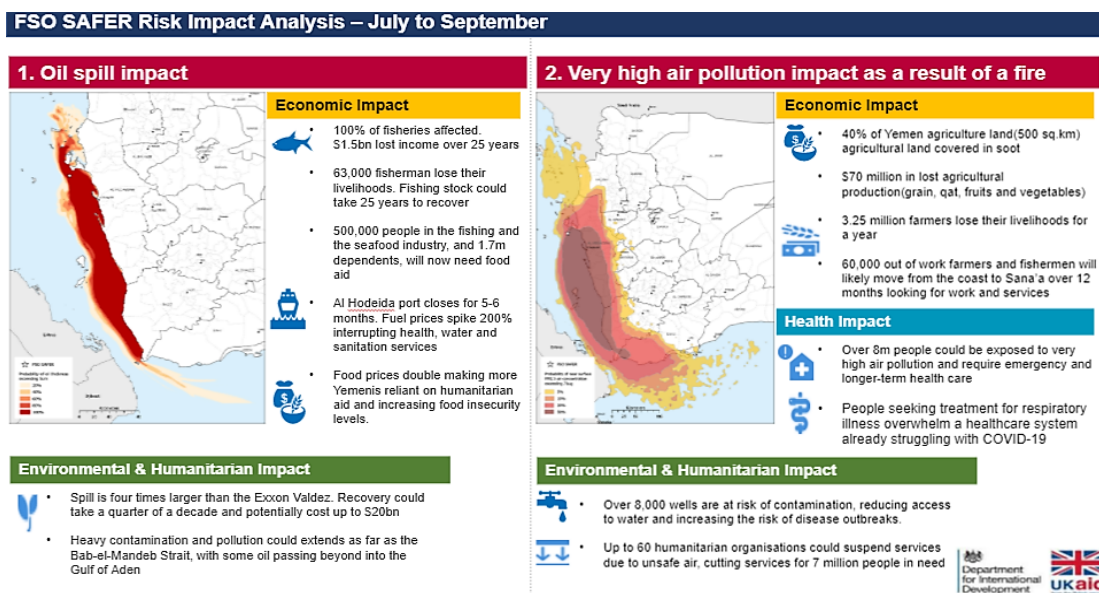 FSO SAFER Risk Impact Analysis – July to September
1. Oil spill impact
Economic Impact
• 100% of fisheries affected.
$1.5bn lost income over 25 years
• 63,000 fisherman lose their
livelihoods. Fishing stock could
take 25 years to recover
• 500,000 people in the fishing and
the seafood industry, and 1.7m
dependents, will now need food
aid
• Al Hodeida port closes for 5-6
months. Fuel prices spike 200%
interrupting health, water and
sanitation services
• Food prices double making more
Yemenis reliant on humanitarian
aid and increasing food insecurity
levels.
Environmental & Humanitarian Impact
• Spill is four times larger than the Exxon Valdez. Recovery could
take a quarter of a decade and potentially cost up to $20bn
• Heavy contamination and pollution could extends as far as the
Bab-el-Mandeb Strait, with some oil passing beyond into the
Gulf of Aden
2. Very high air pollution impact as a result of a fire
Economic Impact
• 40% of Yemen agriculture land(500 sq.km)
agricultural land covered in soot
• $70 million in lost agricultural
production(grain, qat, fruits and vegetables)
• 3.25 million farmers lose their livelihoods for
a year
• 60,000 out of work farmers and fishermen will
likely move from the coast to Sana'a over 12
months looking for work and services
Health Impact
• Over 8m people could be exposed to very
high air pollution and require emergency and
longer-term health care
• People seeking treatment for respiratory
illness overwhelm a healthcare system
already struggling with COVID-19
Environmental & Humanitarian Impact
• Over 8,000 wells are at risk of contamination, reducing access
to water and increasing the risk of disease outbreaks.
• Up to 60 humanitarian organisations could suspend services
due to unsafe air, cutting services for 7 million people in need
Department
for International
Development
UKaid